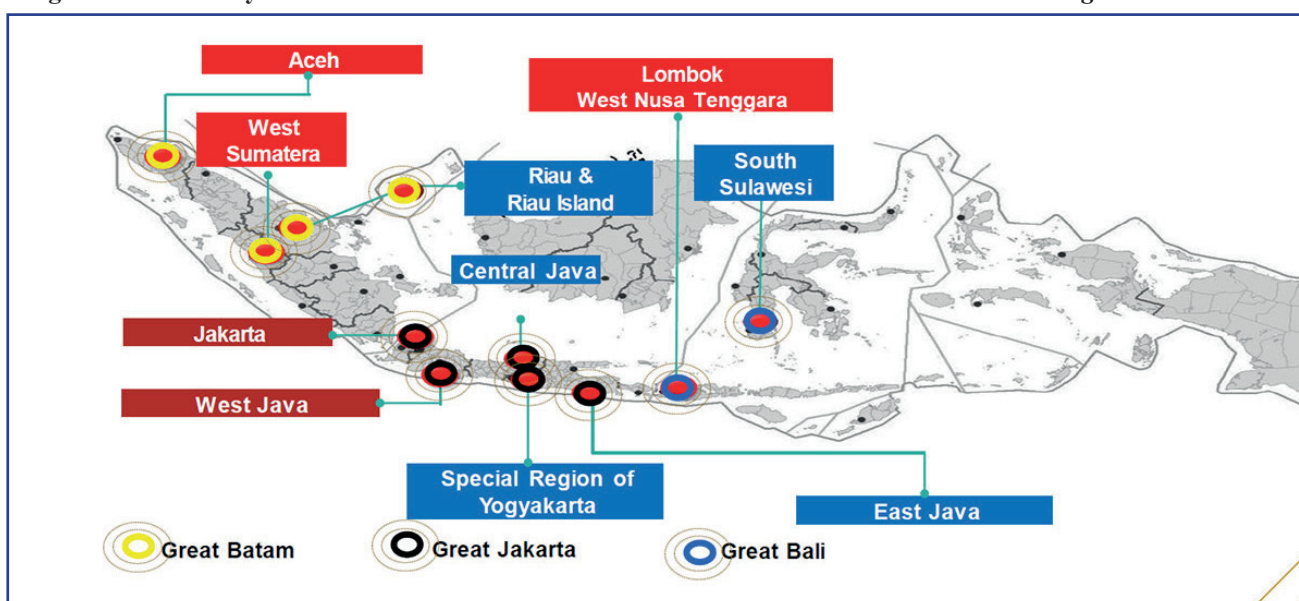 Aceh
Lombok
West Nusa Tenggara
West
Sumatera
South
Sulawesi
Riau &
Riau Island
Central Java
Jakarta
West Java
Special Region of
Yogyakarta
East Java
Great Batam
Great Jakarta
Great Bali